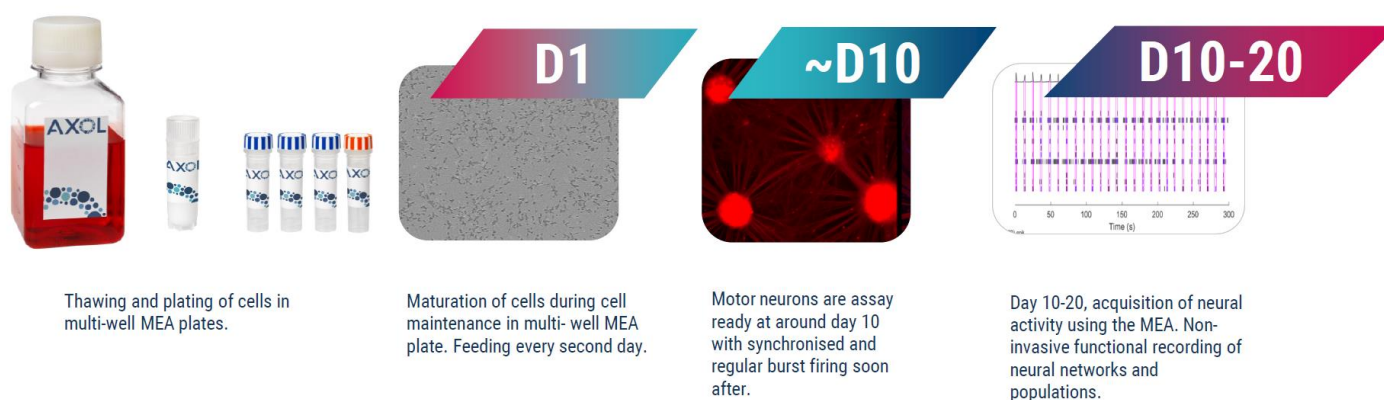 AXOL
AXOL
AXOL
AXOL
AXOL
AXOL
D1
~D10
D10-20
0 50 100 150 200 250 300
Time (s)
Thawing and plating of cells in
multi-well MEA plates.
Maturation of cells during cell
maintenance in multi- well MEA
plate. Feeding every second day.
Motor neurons are assay
ready at around day 10
with synchronised and
regular burst firing soon
after.
Day 10-20, acquisition of neural
activity using the MEA. Non-
invasive functional recording of
neural networks and
populations.